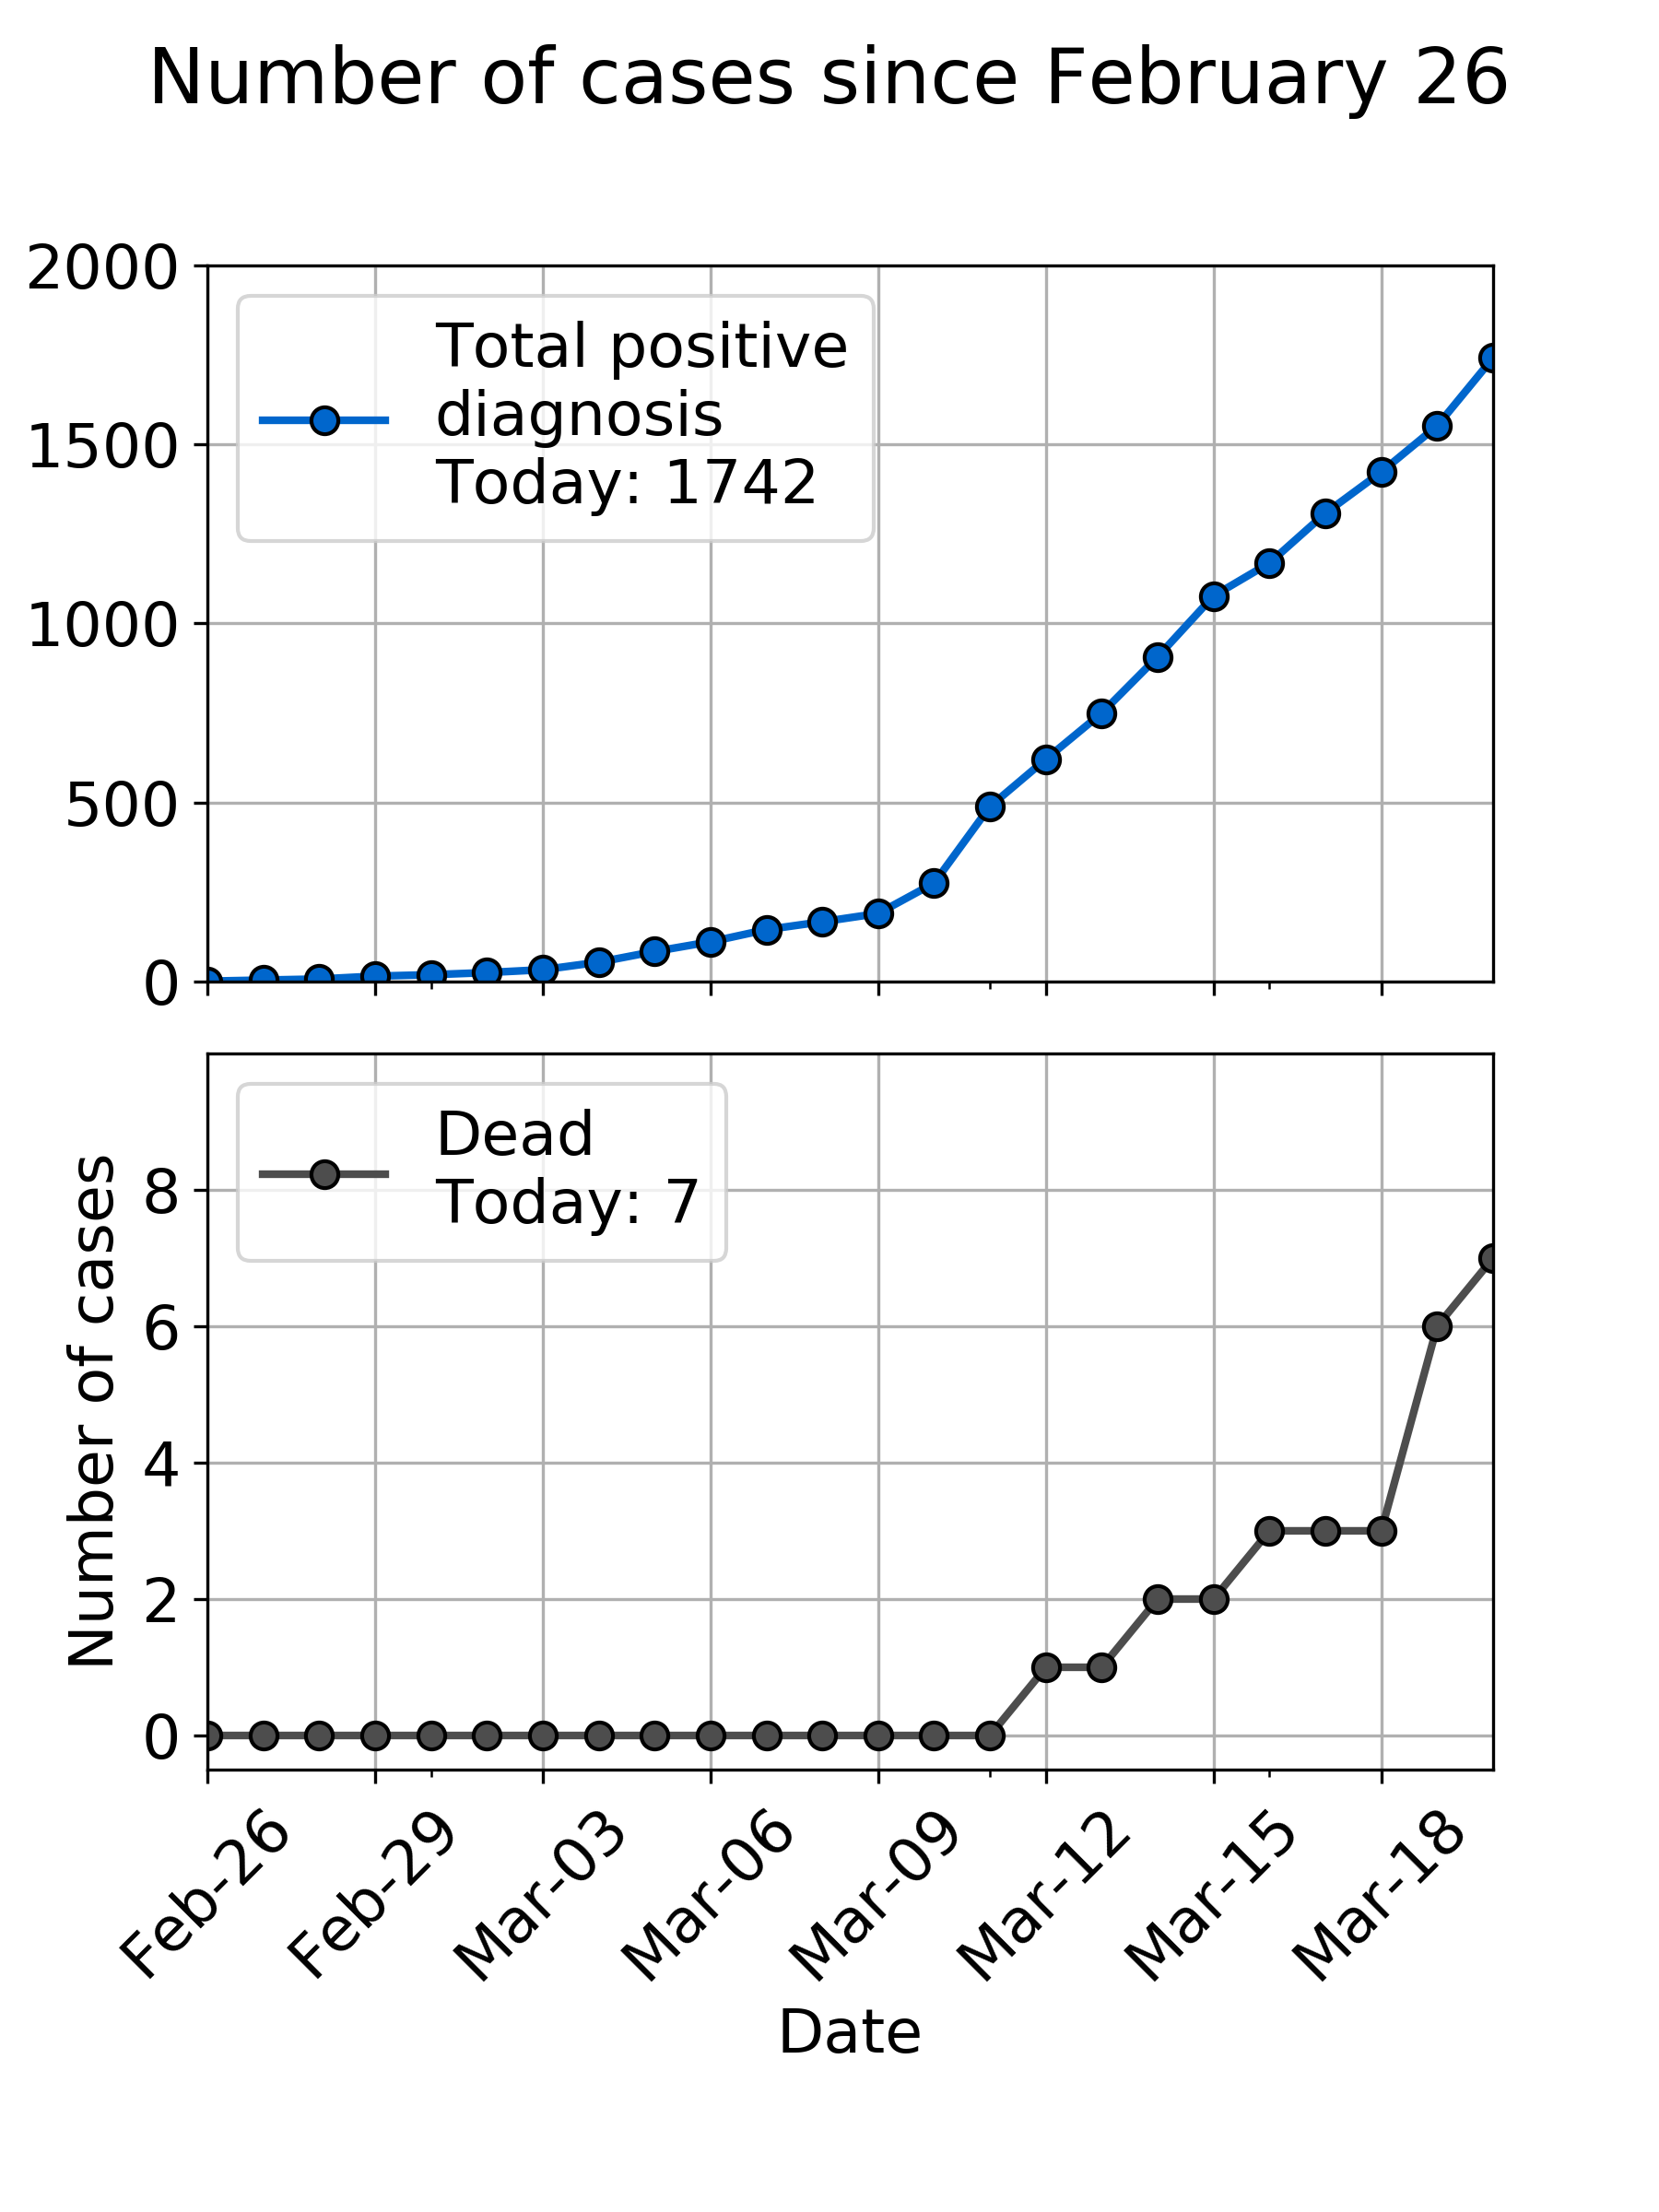 Number of cases since February 26
2000
1500
1000
500
0
Total positive
diagnosis
Today: 1742
Number of cases
8
6
4
2
0
Dead
Today: 7
Feb-26
Feb-29
Mar-03
Mar-06
Mar-09
Mar-12
Mar-15
Mar-18
Date